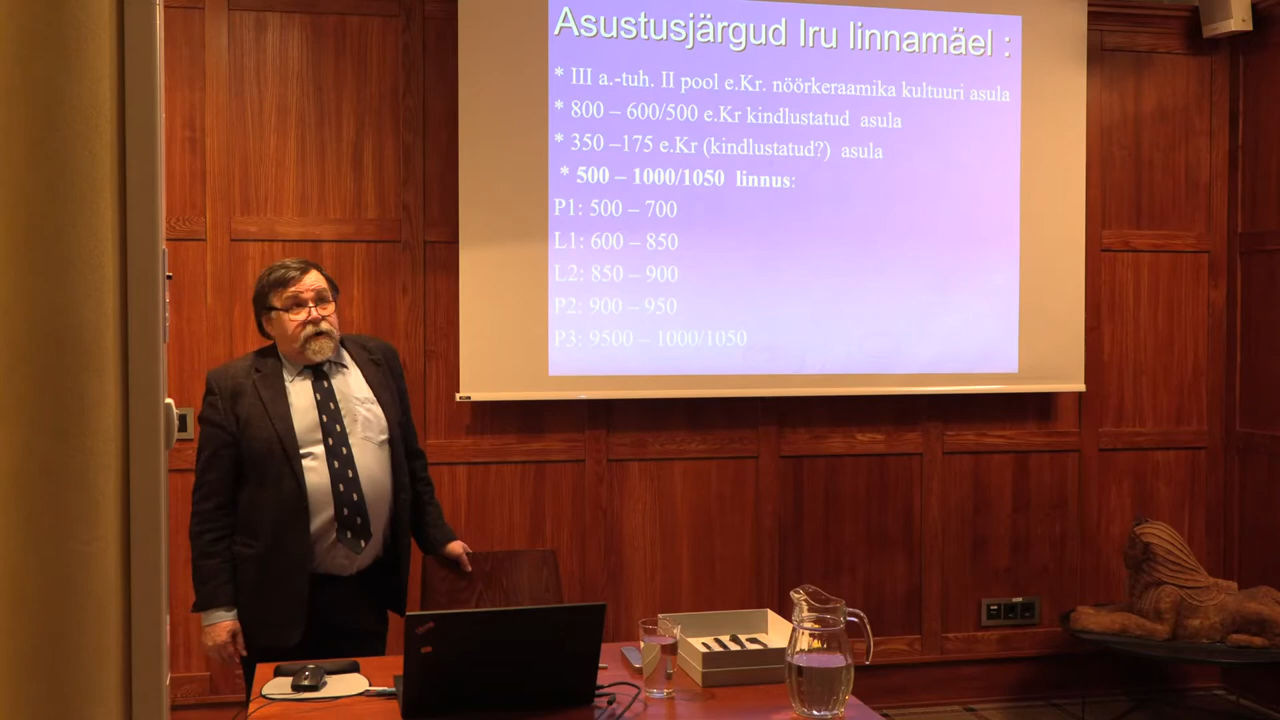 Asustusjärgud Iru linnamäel :
* III a.-tuh. II pool e.Kr. nöörkeraamika kultuuri asula
* 800 – 600/500 e.Kr kindlustatud asula
* 350 –175 e.Kr (kindlustatud?) asula
* 500 – 1000/1050 linnus:
P1: 500 – 700
L1: 600 – 850
L2: 850 – 900
P2: 900 – 950
P3: 9500 – 1000/1050